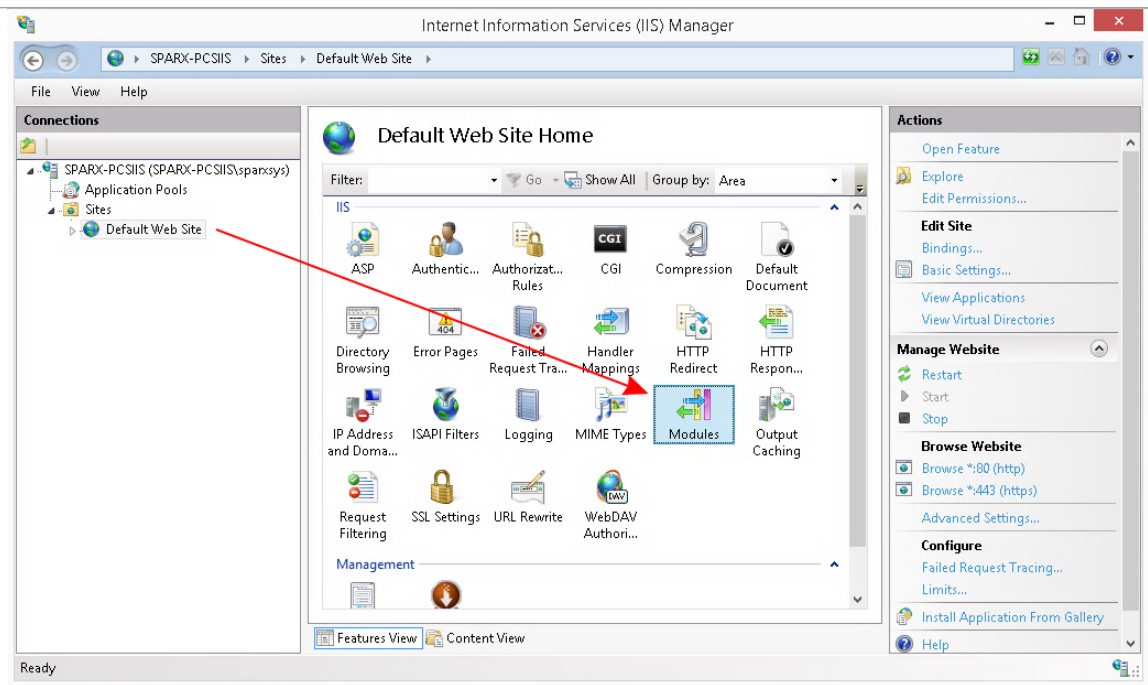 Internet Information Services (IIS) Manager
SPARX-PCSIIS Sites Default Web Site
File View Help
Connections
SPARX-PCSIIS (SPARX-PCSIIS\sparxsys)
Application Pools
Sites
Default Web Site
Default Web Site Home
Filter: Go Show All Group by: Area
IIS
ASP Authentic... Authorizat... CGI Compression Default
Rules Document
404
Directory Error Pages Failed Handler HTTP HTTP
Browsing Request Tra... Mappings Redirect Respon...
IP Address ISAPI Filters Logging MIME Types Modules Output
and Doma... Caching
DAV
Request SSL Settings URL Rewrite WebDAV
Filtering Authori...
Management
Features View Content View
Actions
Open Feature
Explore
Edit Permissions...
Edit Site
Bindings...
Basic Settings...
View Applications
View Virtual Directories
Manage Website
Restart
Start
Stop
Browse Website
Browse *:80 (http)
Browse *:443 (https)
Advanced Settings...
Configure
Failed Request Tracing...
Limits...
Install Application From Gallery
Help
Ready